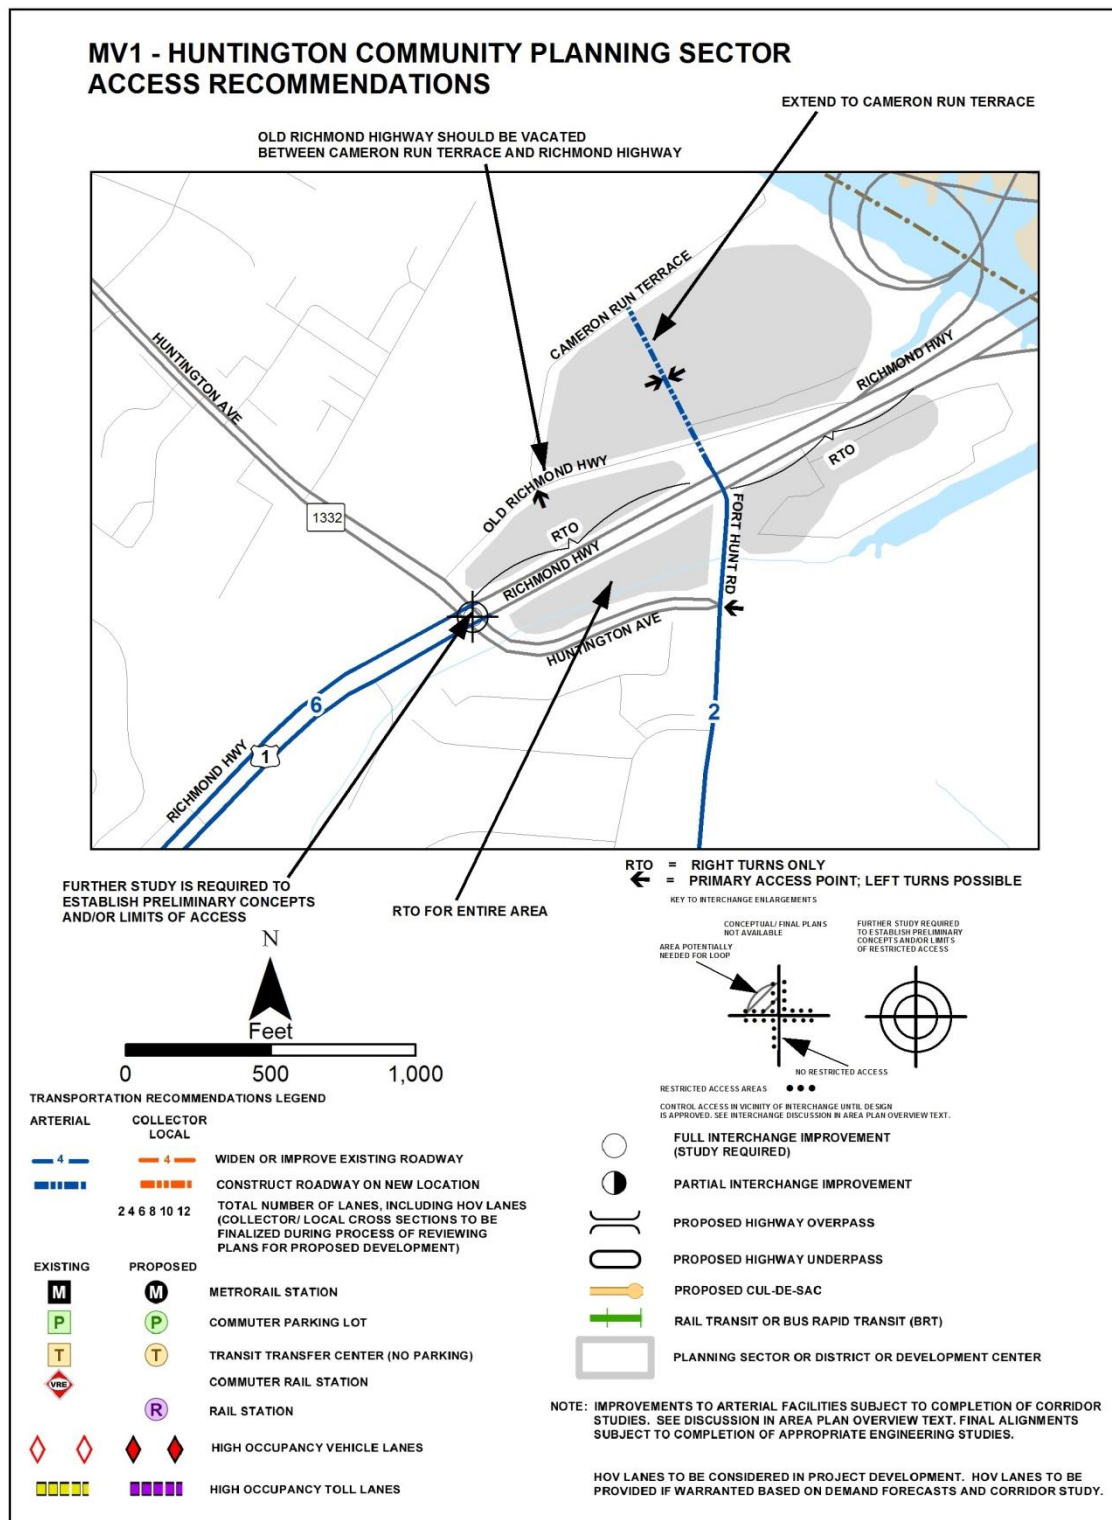 MV1 - HUNTINGTON COMMUNITY PLANNING SECTOR
ACCESS RECOMMENDATIONS
EXTEND TO CAMERON RUN TERRACE
OLD RICHMOND HIGHWAY SHOULD BE VACATED
BETWEEN CAMERON RUN TERRACE AND RICHMOND HIGHWAY
CAMERON RUN TERRACE
HUNTINGTON AVE
RICHMOND HWY
RTO
OLD RICHMOND HWY
1332
RTO
RICHMOND HWY
FORT HUNT RD
HUNTINGTON AVE
6
2
1
RICHMOND HWY
FURTHER STUDY IS REQUIRED TO
ESTABLISH PRELIMINARY CONCEPTS
AND/OR LIMITS OF ACCESS
RTO FOR ENTIRE AREA
RTO = RIGHT TURNS ONLY
= PRIMARY ACCESS POINT; LEFT TURNS POSSIBLE
KEY TO INTERCHANGE ENLARGEMENTS
CONCEPTUAL/ FINAL PLANS
NOT AVAILABLE
FURTHER STUDY REQUIRED
TO ESTABLISH PRELIMINARY
CONCEPTS AND/OR LIMITS
OF RESTRICTED ACCESS
AREA POTENTIALLY
NEEDED FOR LOOP
NO RESTRICTED ACCESS
RESTRICTED ACCESS AREAS
CONTROL ACCESS IN VICINITY OF INTERCHANGE UNTIL DESIGN
IS APPROVED. SEE INTERCHANGE DISCUSSION IN AREA PLAN OVERVIEW TEXT.
N
Feet
0 500 1,000
TRANSPORTATION RECOMMENDATIONS LEGEND
ARTERIAL
COLLECTOR
LOCAL
4 4 WIDEN OR IMPROVE EXISTING ROADWAY
CONSTRUCT ROADWAY ON NEW LOCATION
2 4 6 8 10 12 TOTAL NUMBER OF LANES, INCLUDING HOV LANES
(COLLECTOR/ LOCAL CROSS SECTIONS TO BE
FINALIZED DURING PROCESS OF REVIEWING
PLANS FOR PROPOSED DEVELOPMENT)
EXISTING PROPOSED
M M METRORAIL STATION
P P COMMUTER PARKING LOT
T T TRANSIT TRANSFER CENTER (NO PARKING)
VRE COMMUTER RAIL STATION
R RAIL STATION
HIGH OCCUPANCY VEHICLE LANES
HIGH OCCUPANCY TOLL LANES
FULL INTERCHANGE IMPROVEMENT
(STUDY REQUIRED)
PARTIAL INTERCHANGE IMPROVEMENT
PROPOSED HIGHWAY OVERPASS
PROPOSED HIGHWAY UNDERPASS
PROPOSED CUL-DE-SAC
RAIL TRANSIT OR BUS RAPID TRANSIT (BRT)
PLANNING SECTOR OR DISTRICT OR DEVELOPMENT CENTER
NOTE: IMPROVEMENTS TO ARTERIAL FACILITIES SUBJECT TO COMPLETION OF CORRIDOR
STUDIES. SEE DISCUSSION IN AREA PLAN OVERVIEW TEXT. FINAL ALIGNMENTS
SUBJECT TO COMPLETION OF APPROPRIATE ENGINEERING STUDIES.
HOV LANES TO BE CONSIDERED IN PROJECT DEVELOPMENT. HOV LANES TO BE
PROVIDED IF WARRANTED BASED ON DEMAND FORECASTS AND CORRIDOR STUDY.